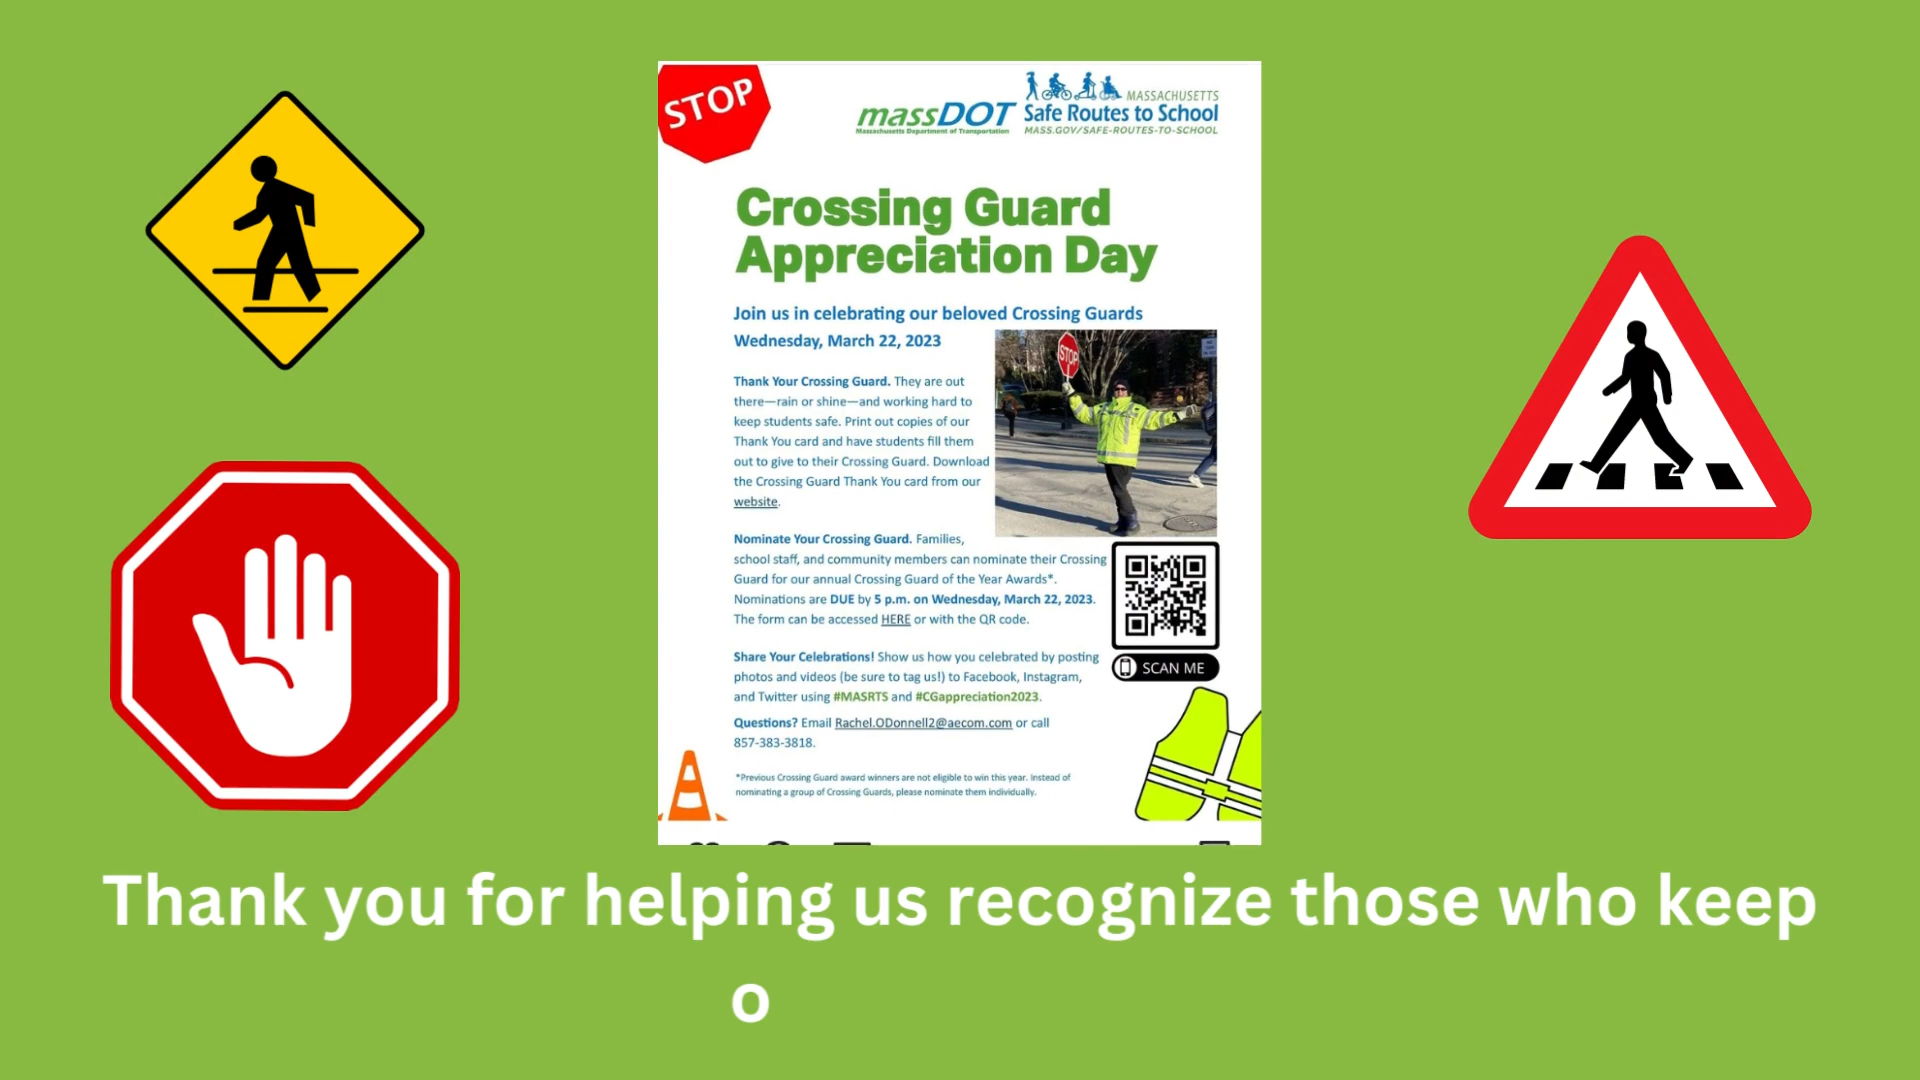 STOP
massDOT
Massachusetts Department of Transportation
MASSACHUSETTS
Safe Routes to School
MASS.GOV/SAFE-ROUTES-TO-SCHOOL
Crossing Guard
Appreciation Day
Join us in celebrating our beloved Crossing Guards
Wednesday, March 22, 2023
STOP
Thank Your Crossing Guard. They are out
there—rain or shine—and working hard to
keep students safe. Print out copies of our
Thank You card and have students fill them
out to give to their Crossing Guard. Download
the Crossing Guard Thank You card from our
website.
Nominate Your Crossing Guard. Families,
school staff, and community members can nominate their Crossing
Guard for our annual Crossing Guard of the Year Awards*.
Nominations are DUE by 5 p.m. on Wednesday, March 22, 2023.
The form can be accessed HERE or with the QR code.
SCAN ME
Share Your Celebrations! Show us how you celebrated by posting
photos and videos (be sure to tag us!) to Facebook, Instagram,
and Twitter using #MASRTS and #CGappreciation2023.
Questions? Email Rachel.ODonnell2@aecom.com or call
857-383-3818.
*Previous Crossing Guard award winners are not eligible to win this year. Instead of
nominating a group of Crossing Guards, please nominate them individually.
Thank you for helping us recognize those who keep
o